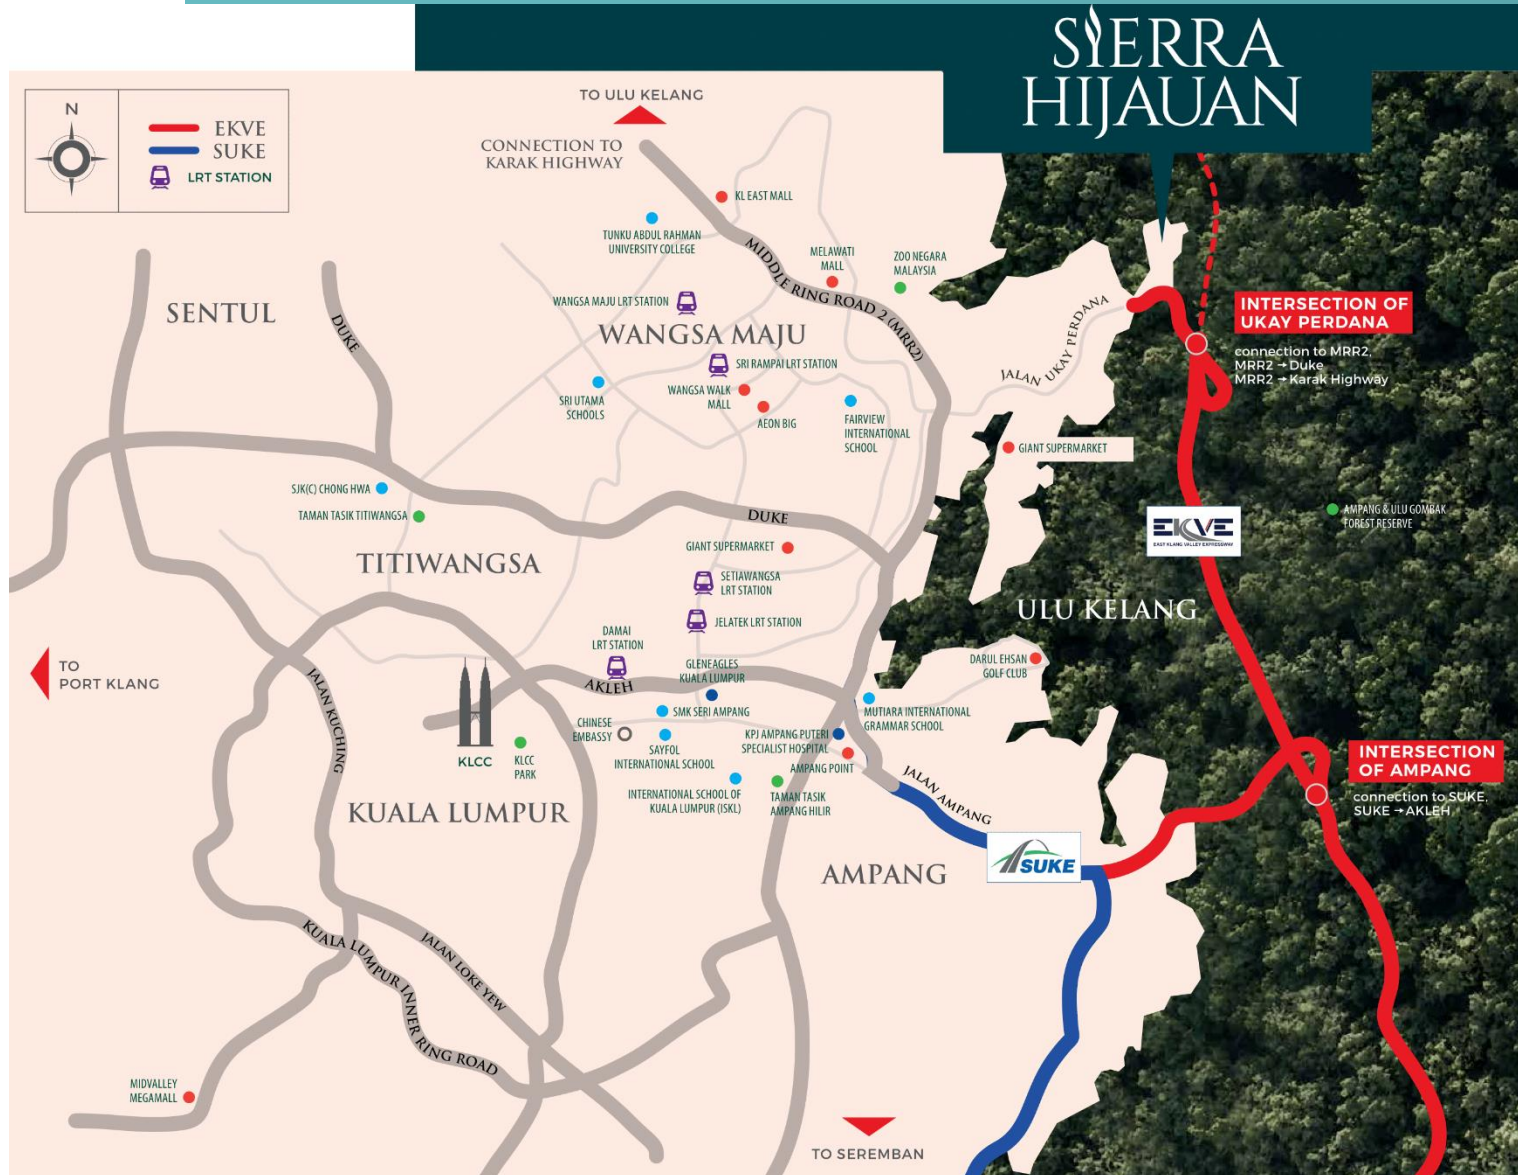 SIERRA
HIJAUAN
N
EKVE
SUKE
LRT STATION
TO ULU KELANG
CONNECTION TO
KARAK HIGHWAY
KL EAST MALL
TUNKU ABDUL RAHMAN
UNIVERSITY COLLEGE
MIDDLE RING ROAD 2 (MRR2)
MELAWATI
MALL
ZOO NEGARA
MALAYSIA
WANGSA MAJU LRT STATION
SENTUL
DUKE
WANGSA MAJU
SRI RAMPAI LRT STATION
WANGSA WALK
MALL
AEON BIG
SRI UTAMA
SCHOOLS
FAIRVIEW
INTERNATIONAL
SCHOOL
JALAN UKAY PERDANA
INTERSECTION OF
UKAY PERDANA
connection to MRR2,
MRR2 → Duke
MRR2 → Karak Highway
GIANT SUPERMARKET
SJK(C) CHONG HWA
TAMAN TASIK TITIWANGSA
DUKE
EKVE
EAST KLANG VALLEY EXPRESSWAY
AMPANG & ULU GOMBAK
FOREST RESERVE
TITIWANGSA
GIANT SUPERMARKET
SETIAWANGSA
LRT STATION
JELATEK LRT STATION
ULU KELANG
DAMAI
LRT STATION
GLENEAGLES
KUALA LUMPUR
AKLEH
DARUL EHSAN
GOLF CLUB
TO
PORT KLANG
JALAN KUCHING
KLCC
KLCC
PARK
CHINESE
EMBASSY
SMK SERI AMPANG
SAYFOL
INTERNATIONAL SCHOOL
KPJ AMPANG PUTERI
SPECIALIST HOSPITAL
MUTIARA INTERNATIONAL
GRAMMAR SCHOOL
AMPANG POINT
INTERNATIONAL SCHOOL OF
KUALA LUMPUR (ISKL)
TAMAN TASIK
AMPANG HILIR
JALAN AMPANG
INTERSECTION
OF AMPANG
connection to SUKE,
SUKE → AKLEH
KUALA LUMPUR
AMPANG
SUKE
KUALA LUMPUR INNER RING ROAD
JALAN LOKE YEW
MIDVALLEY
MEGAMALL
TO SEREMBAN